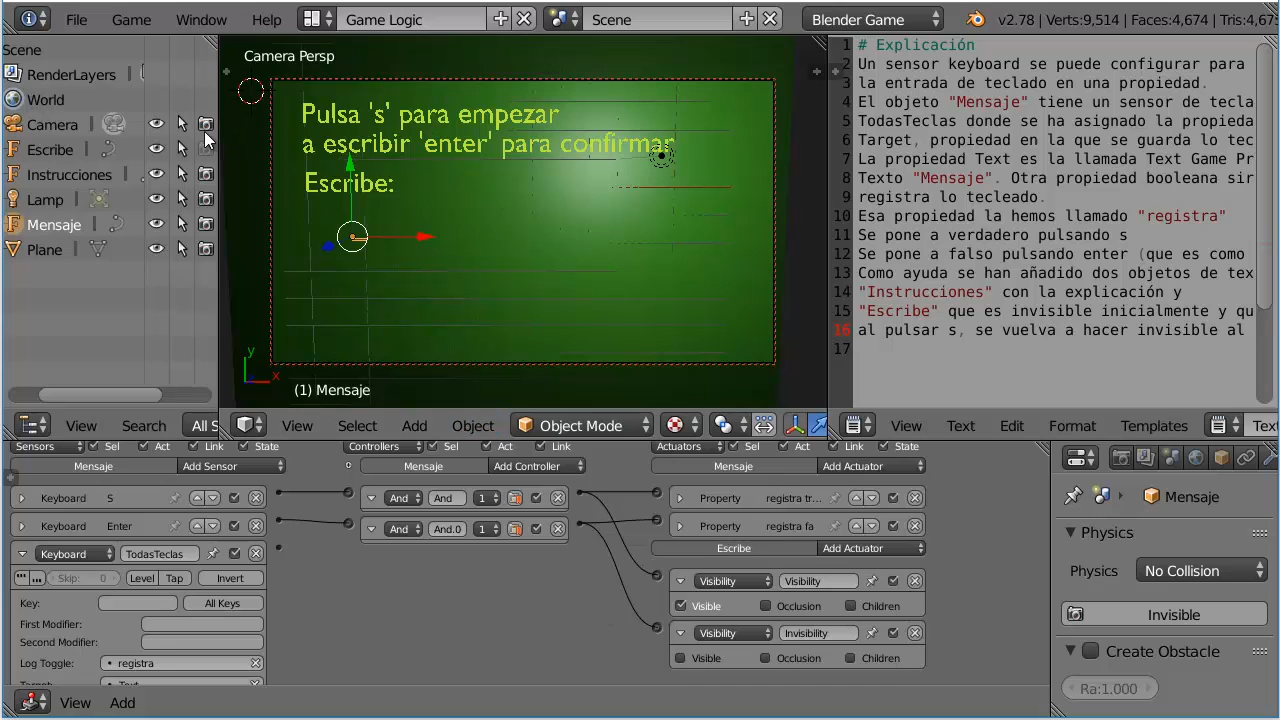 File Game Window Help Game Logic Scene Blender Game v2.78 | Verts:9,514 | Faces:4,674 | Tris:4,67
Scene
RenderLayers
World
Camera
Escribe
Instrucciones
Lamp
Mensaje
Plane
View Search All S
Camera Persp
Pulsa 's' para empezar
a escribir 'enter' para confirmar
Escribe:
y
x
(1) Mensaje
View Select Add Object Object Mode
1 # Explicación
2 Un sensor keyboard se puede configurar para
3 la entrada de teclado en una propiedad.
4 El objeto "Mensaje" tiene un sensor de tecla
5 TodasTeclas donde se ha asignado la propieda
6 Target, propiedad en la que se guarda lo tec
7 La propiedad Text es la llamada Text Game Pr
8 Texto "Mensaje". Otra propiedad booleana sir
9 registra lo tecleado.
10 Esa propiedad la hemos llamado "registra"
11 Se pone a verdadero pulsando s
12 Se pone a falso pulsando enter (que es como
13 Como ayuda se han añadido dos objetos de tex
14 "Instrucciones" con la explicación y
15 "Escribe" que es invisible inicialmente y qu
16 al pulsar s, se vuelva a hacer invisible al
17
View Text Edit Format Templates Text
Sensors Sel Act Link State
Mensaje Add Sensor
Keyboard S
Keyboard Enter
Keyboard TodasTeclas
Skip: 0 Level Tap Invert
Key: All Keys
First Modifier:
Second Modifier:
Log Toggle: registra
Target: Text
View Add
Controllers Sel Act Link
Mensaje Add Controller
And And 1
And And.0 1
Actuators Sel Act Link State
Mensaje Add Actuator
Property registra tr...
Property registra fa
Escribe Add Actuator
Visibility Visibility
Visible Occlusion Children
Visibility Invisibility
Visible Occlusion Children
Mensaje
Physics
Physics No Collision
Invisible
Create Obstacle
Ra:1.000